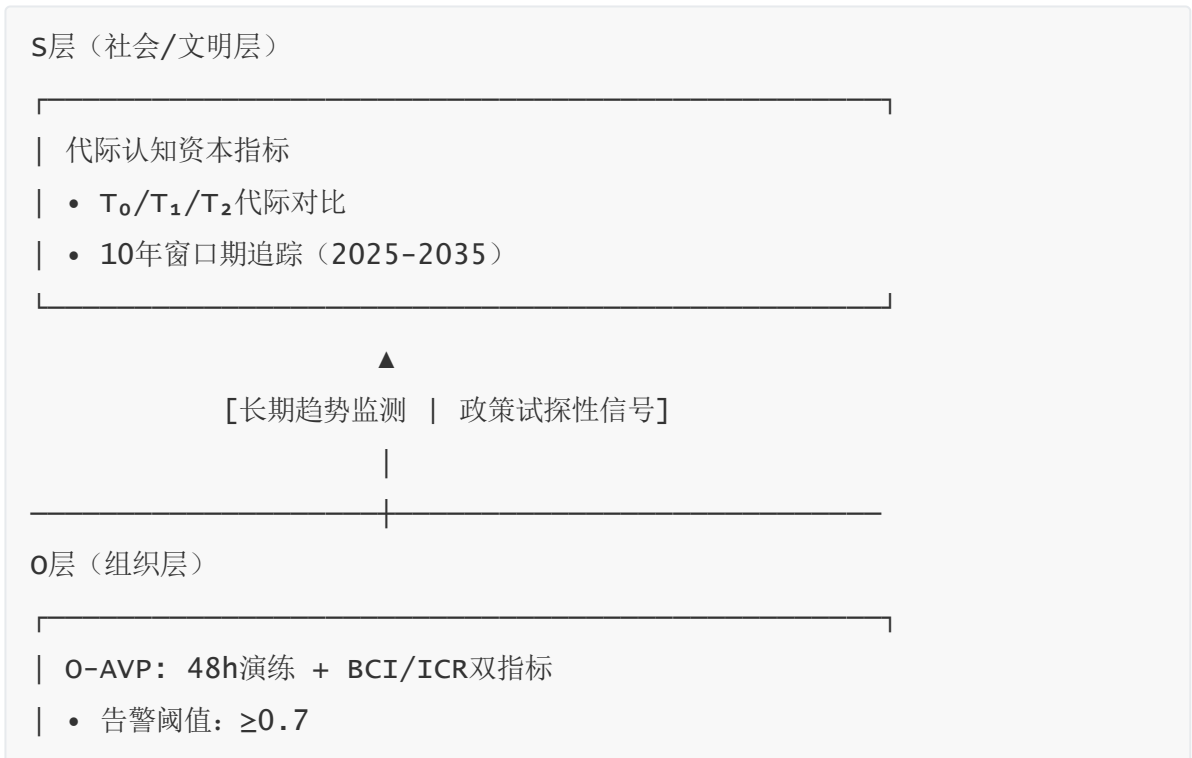 S层（社会/文明层）
┌─────────────────────────────────────────────────┐
│ 代际认知资本指标
│ • T₀/T₁/T₂代际对比
│ • 10年窗口期追踪（2025-2035）
└─────────────────────────────────────────────────┘
▲
[长期趋势监测 | 政策试探性信号]
│
────────────────────┼────────────────────────────
O层（组织层）
┌─────────────────────────────────────────────────┐
│ O-AVP: 48h演练 + BCI/ICR双指标
│ • 告警阈值：≥0.7